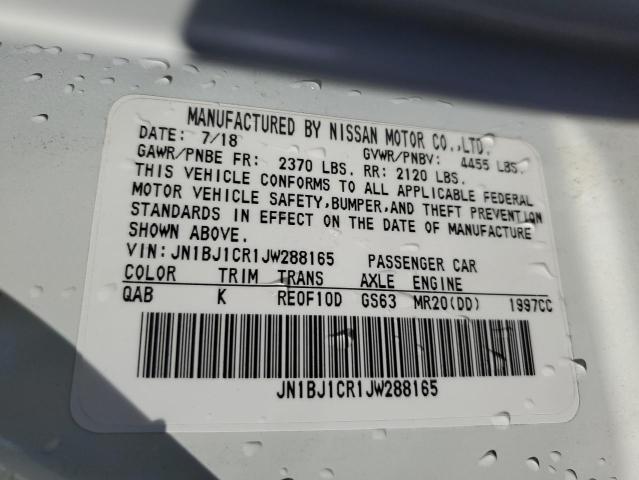 MANUFACTURED BY NISSAN MOTOR CO.,LTD.
DATE: 7/18 GVWR/PNBV: 4455 LBS.
GAWR/PNBE FR: 2370 LBS. RR: 2120 LBS.
THIS VEHICLE CONFORMS TO ALL APPLICABLE FEDERAL
MOTOR VEHICLE SAFETY,BUMPER,AND THEFT PREVENTION
STANDARDS IN EFFECT ON THE DATE OF MANUFACTURE
SHOWN ABOVE.
VIN:JN1BJ1CR1JW288165 PASSENGER CAR
COLOR TRIM TRANS AXLE ENGINE
QAB K RE0F10D GS63 MR20(DD) 1997CC
JN1BJ1CR1JW288165